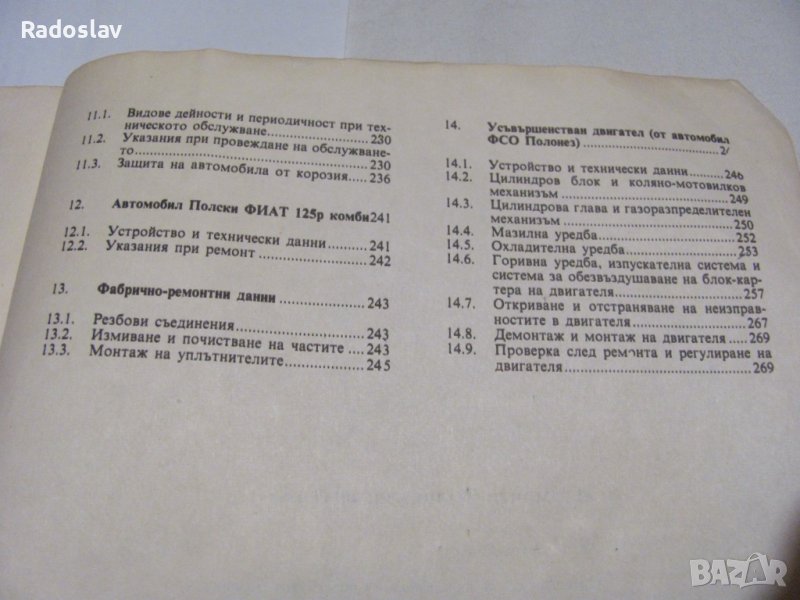 Radoslav
11.1. Видове дейности и периодичност при тех-
ническото обслужване 230
11.2. Указания при провеждане на обслужване-
то 230
11.3. Защита на автомобила от корозия 236
12. Автомобил Полски ФИАТ 125р комби 241
12.1. Устройство и технически данни 241
12.2. Указания при ремонт 242
13. Фабрично-ремонтни данни 243
13.1. Резбови съединения 243
13.2. Измиване и почистване на частите 243
13.3. Монтаж на уплътнителите 245
14. Усъвършенстван двигател (от автомобил
ФСО Полонез)
14.1. Устройство и технически данни 246
14.2. Цилиндров блок и коляно-мотовилков
механизъм 249
14.3. Цилиндрова глава и газоразпределителен
механизъм 250
14.4. Мазилна уредба 252
14.5. Охладителна уредба 253
14.6. Горивна уредба, изпускателна система и
система за обезвъздушаване на блок-кар-
тера на двигателя 257
14.7. Откриване и отстраняване на неизправ-
ностите в двигателя 267
14.8. Демонтаж и монтаж на двигателя 269
14.9. Проверка след ремонта и регулиране на
двигателя 269
BAZAR